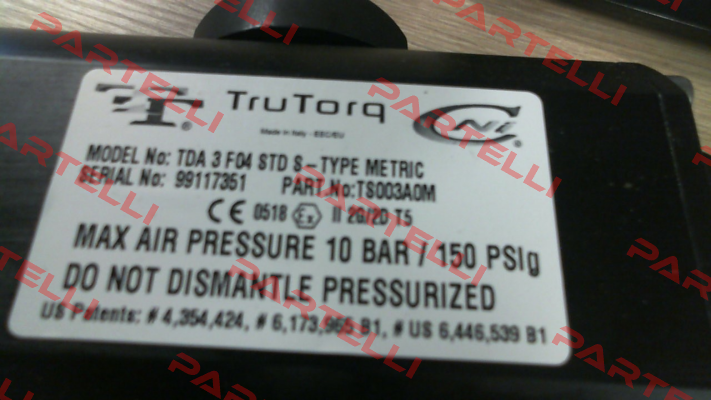 TruTorq
Made in Italy - EEC/EU
MODEL No: TDA 3 F04 STD S-TYPE METRIC
SERIAL No: 99117351 PART No: TS003A0M
CE 0518 Ex II 2G/2D T5
MAX AIR PRESSURE 10 BAR / 150 PSIg
DO NOT DISMANTLE PRESSURIZED
US Patents: # 4,354,424, # 6,173,965 B1, # US 6,446,539 B1
PARTELLI
PARTELLI
PARTELLI
PARTELLI
PARTELLI
PARTELLI
PARTELLI
PARTELLI